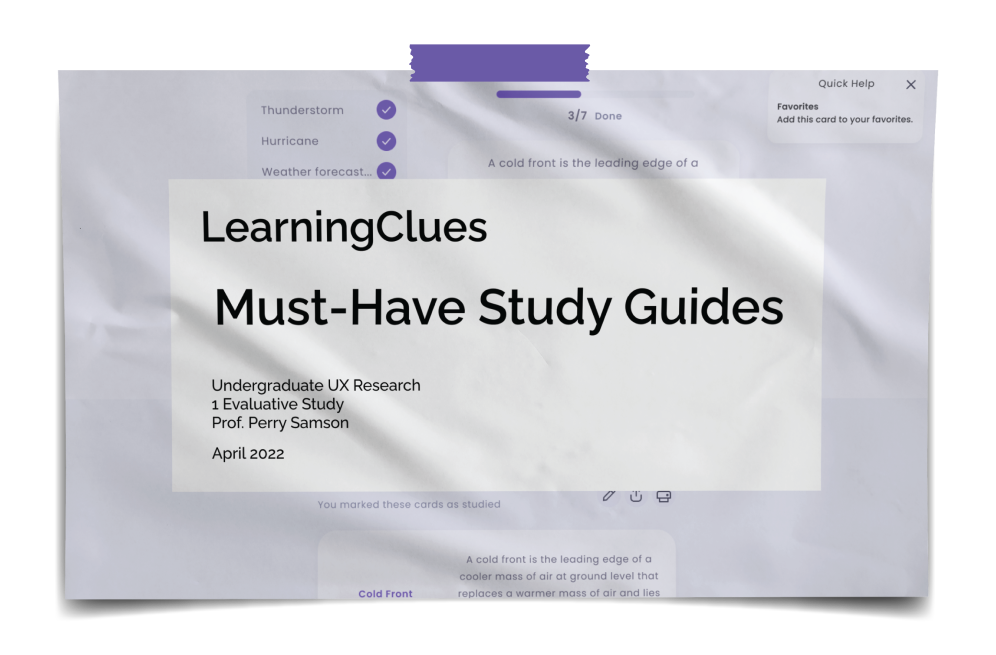 Thunderstorm
Hurricane
Weather forecast...
3/7 Done
A cold front is the leading edge of a
Quick Help
Favorites
Add this card to your favorites.
LearningClues
Must-Have Study Guides
Undergraduate UX Research
1 Evaluative Study
Prof. Perry Samson
April 2022
You marked these cards as studied
Cold Front
A cold front is the leading edge of a
cooler mass of air at ground level that
replaces a warmer mass of air and lies